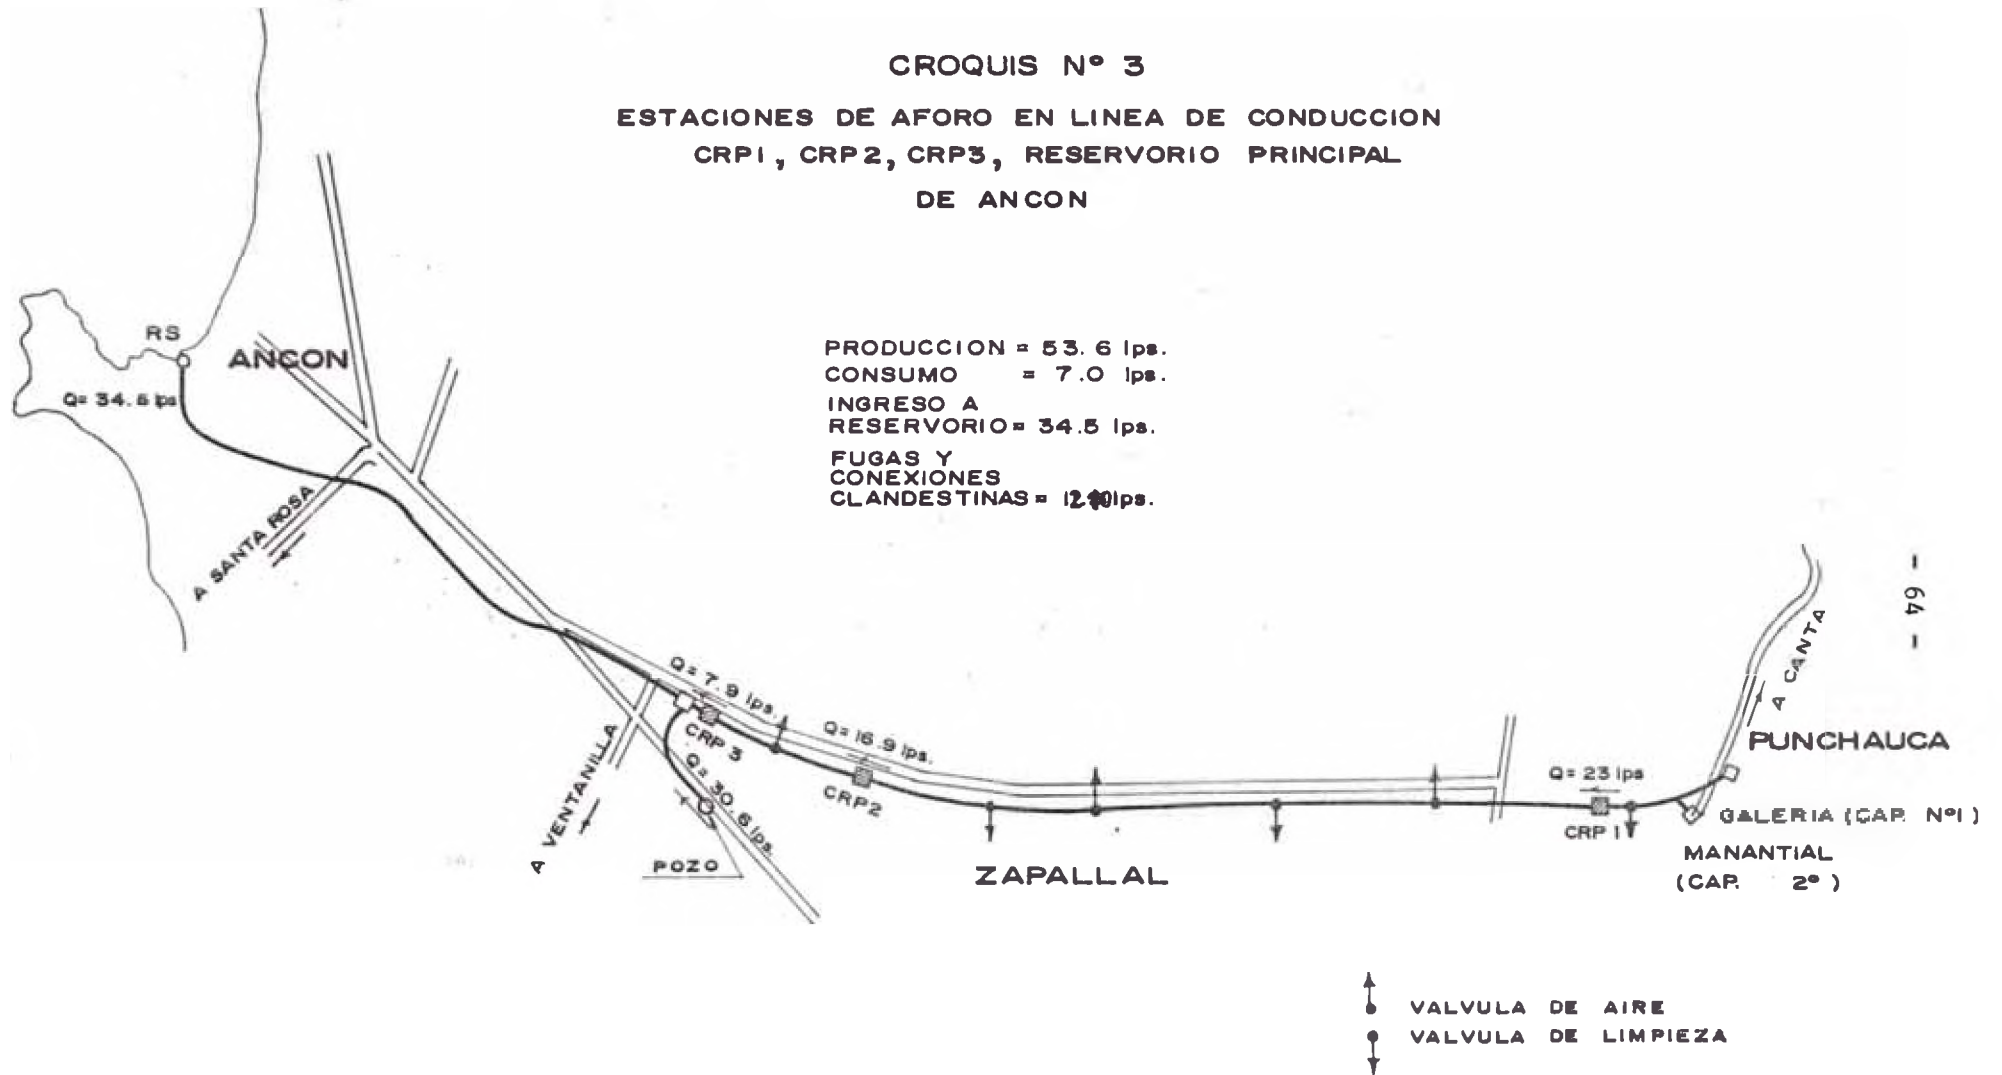 CROQUIS Nº 3
ESTACIONES DE AFORO EN LINEA DE CONDUCCION
CRP1, CRP2, CRP3, RESERVORIO PRINCIPAL
DE ANCON
PRODUCCION = 53.6 lps.
CONSUMO = 7.0 lps.
INGRESO A
RESERVORIO = 34.5 lps.
FUGAS Y
CONEXIONES
CLANDESTINAS = lps.
RS
ANCON
Q= lps
A SANTA ROSA
- 64 -
A CANTA
Q= 7.9 lps.
Q= 16.9 lps.
CRP 3
CRP2
Q= 30.6 lps.
A VENTANILLA
POZO
ZAPALLAL
Q= 23 lps
CRP 1
PUNCHAUCA
GALERIA (CAP. Nº1)
MANANTIAL
(CAP. 2º)
VALVULA DE AIRE
VALVULA DE LIMPIEZA